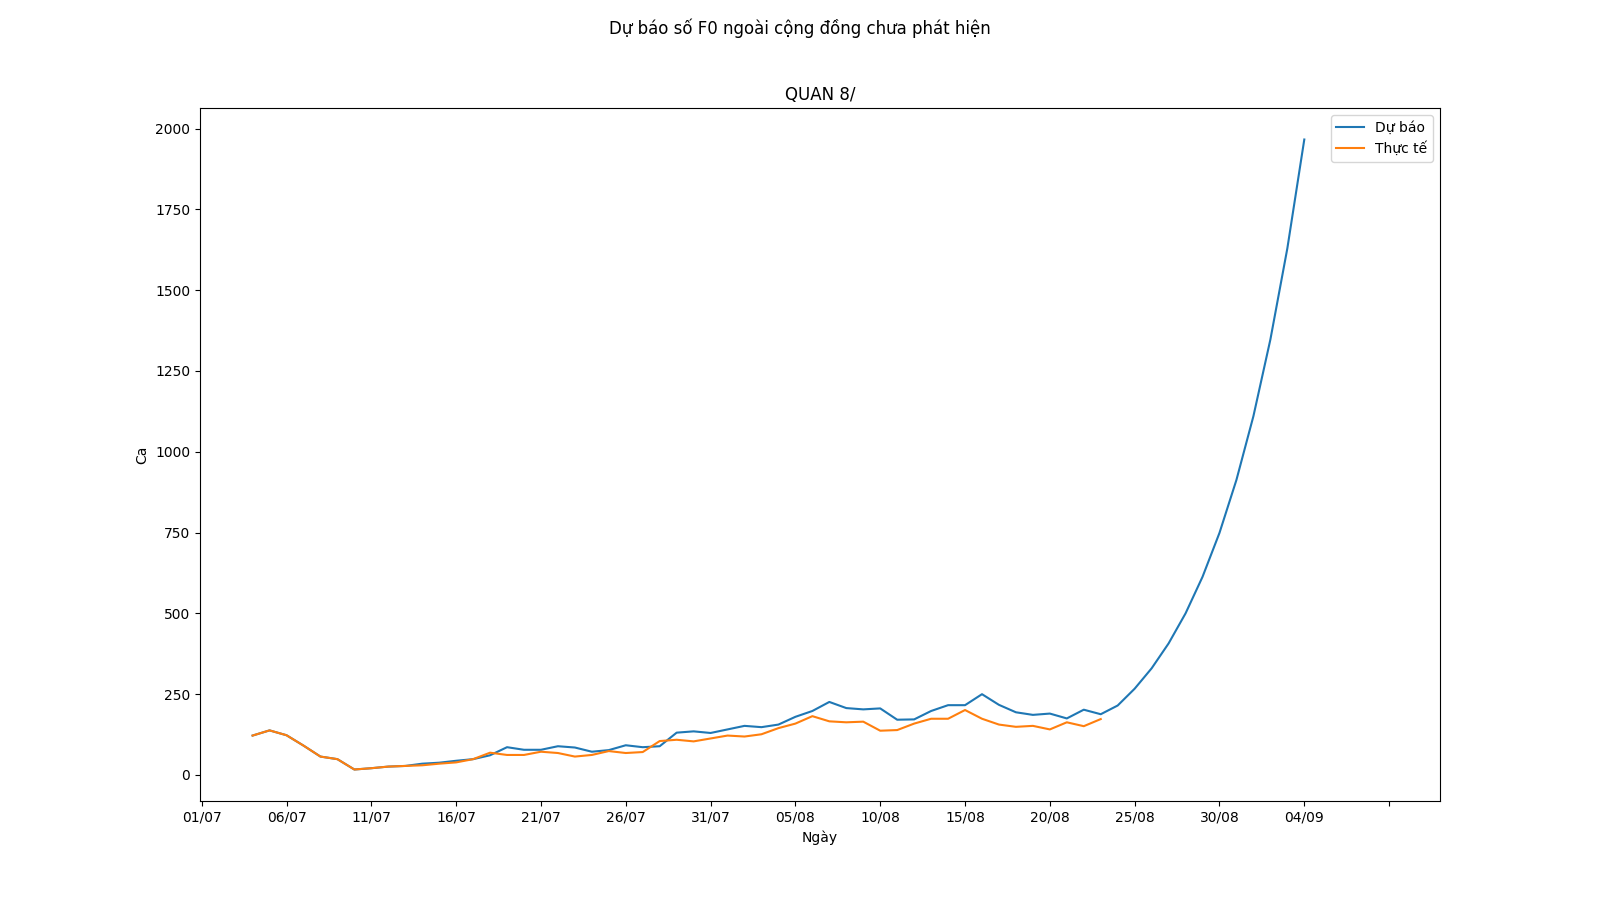 Dự báo số F0 ngoài cộng đồng chưa phát hiện
QUAN 8/
Dự báo
Thực tế
2000
1750
1500
1250
1000
750
500
250
0
Ca
01/07 06/07 11/07 16/07 21/07 26/07 31/07 05/08 10/08 15/08 20/08 25/08 30/08 04/09
Ngày